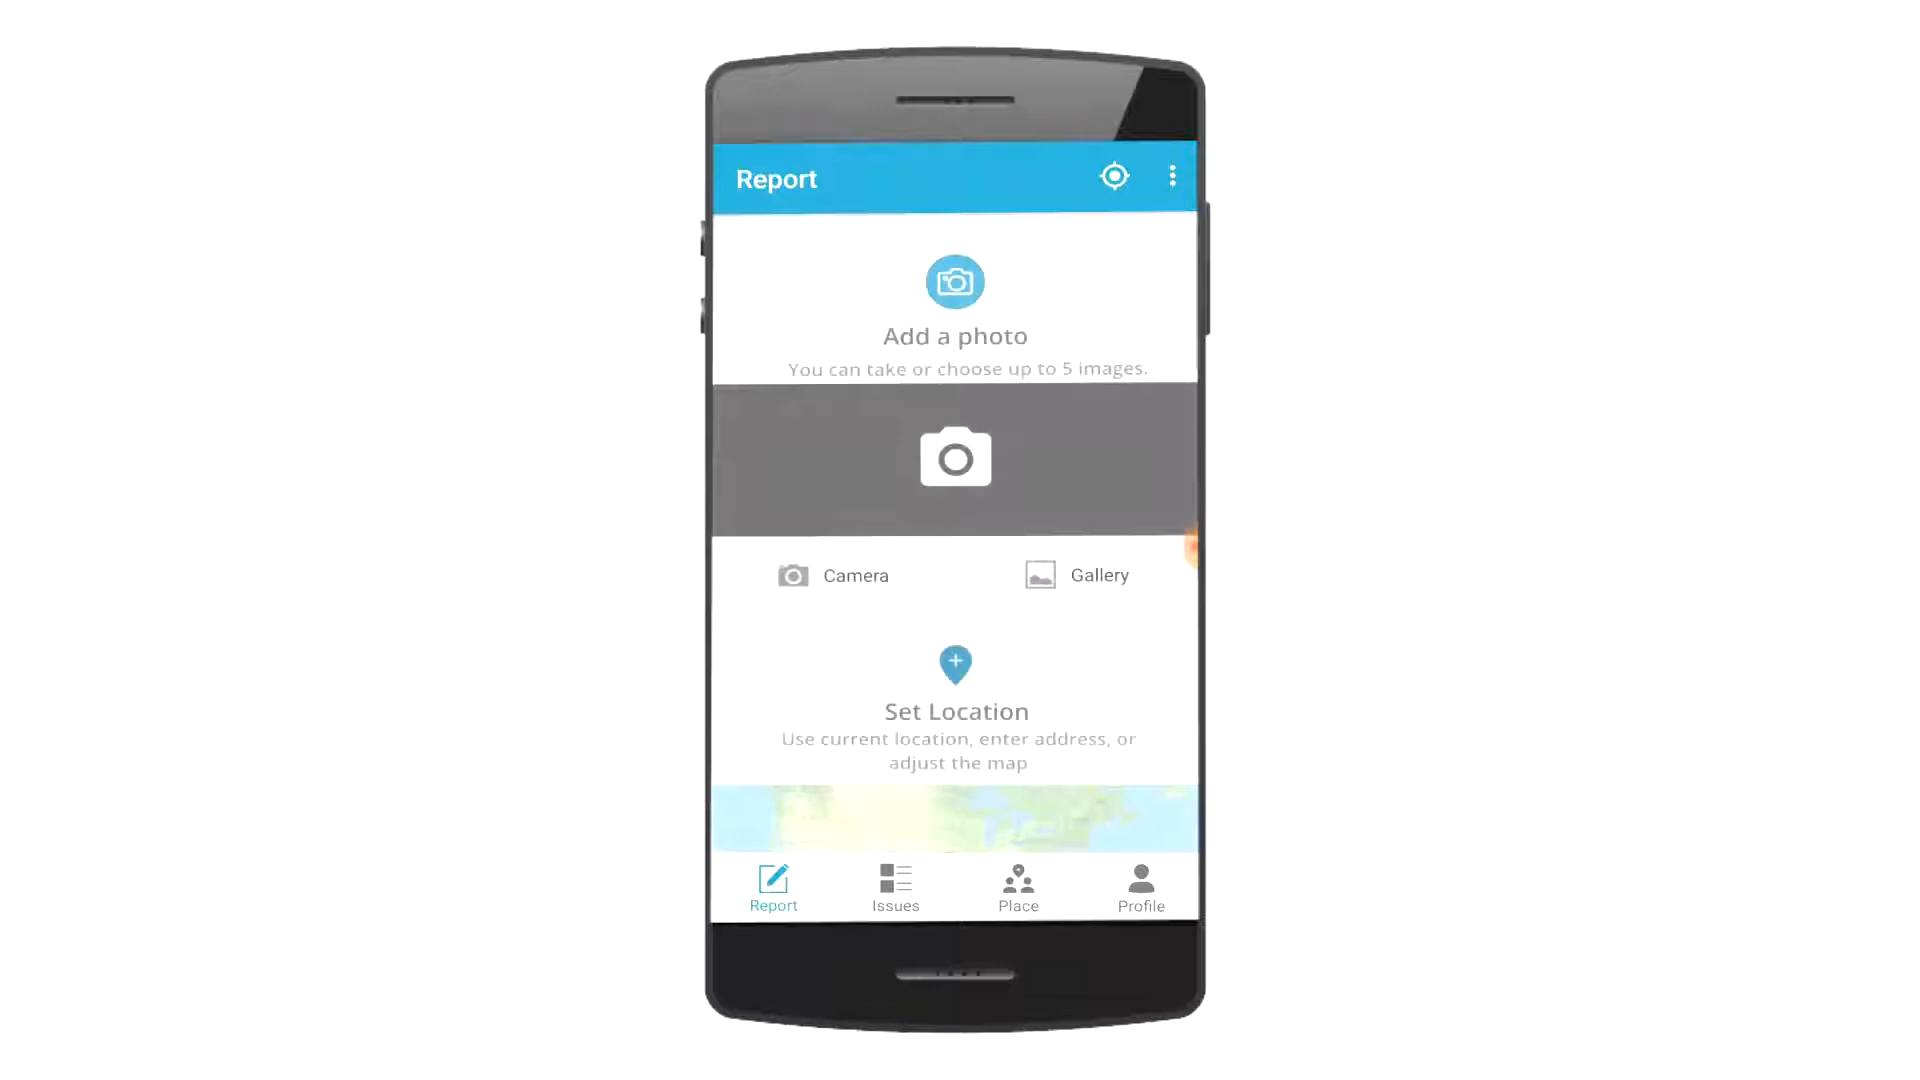 Report
Add a photo
You can take or choose up to 5 images.
Camera
Gallery
Set Location
Use current location, enter address, or
adjust the map
Report
Issues
Place
Profile